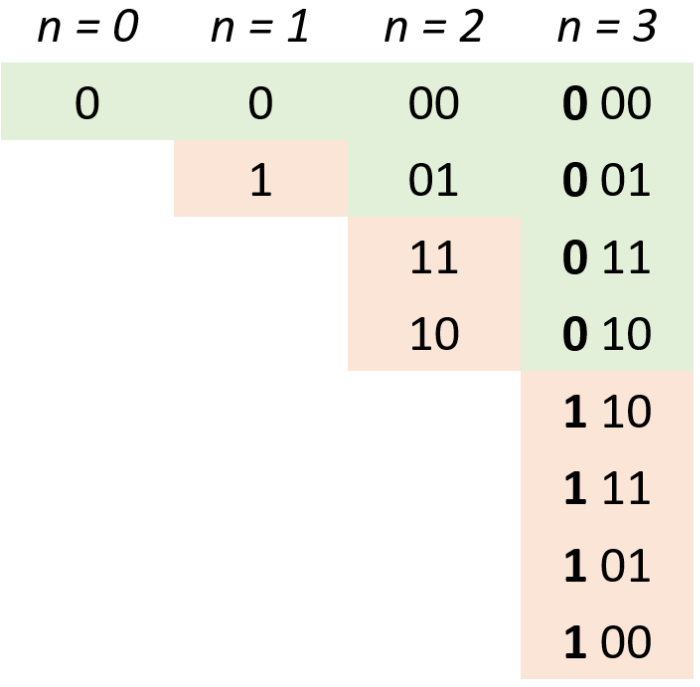 n = 0 n = 1 n = 2 n = 3
0 0 00 0 00
1 01 0 01
11 0 11
10 0 10
1 10
1 11
1 01
1 00